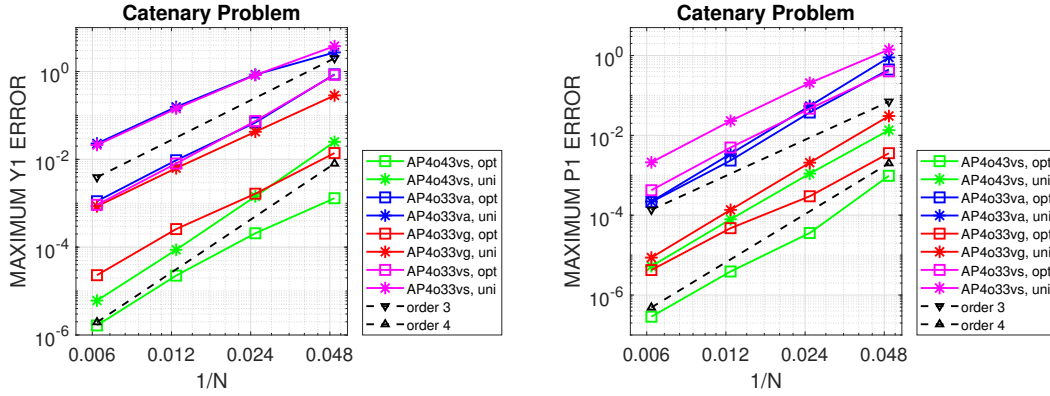 Catenary Problem
MAXIMUM Y1 ERROR
10^0
10^-2
10^-4
10^-6
0.006 0.012 0.024 0.048
1/N
AP4o43vs, opt
AP4o43vs, uni
AP4o33va, opt
AP4o33va, uni
AP4o33vg, opt
AP4o33vg, uni
AP4o33vs, opt
AP4o33vs, uni
order 3
order 4
Catenary Problem
MAXIMUM P1 ERROR
10^0
10^-2
10^-4
10^-6
0.006 0.012 0.024 0.048
1/N
AP4o43vs, opt
AP4o43vs, uni
AP4o33va, opt
AP4o33va, uni
AP4o33vg, opt
AP4o33vg, uni
AP4o33vs, opt
AP4o33vs, uni
order 3
order 4